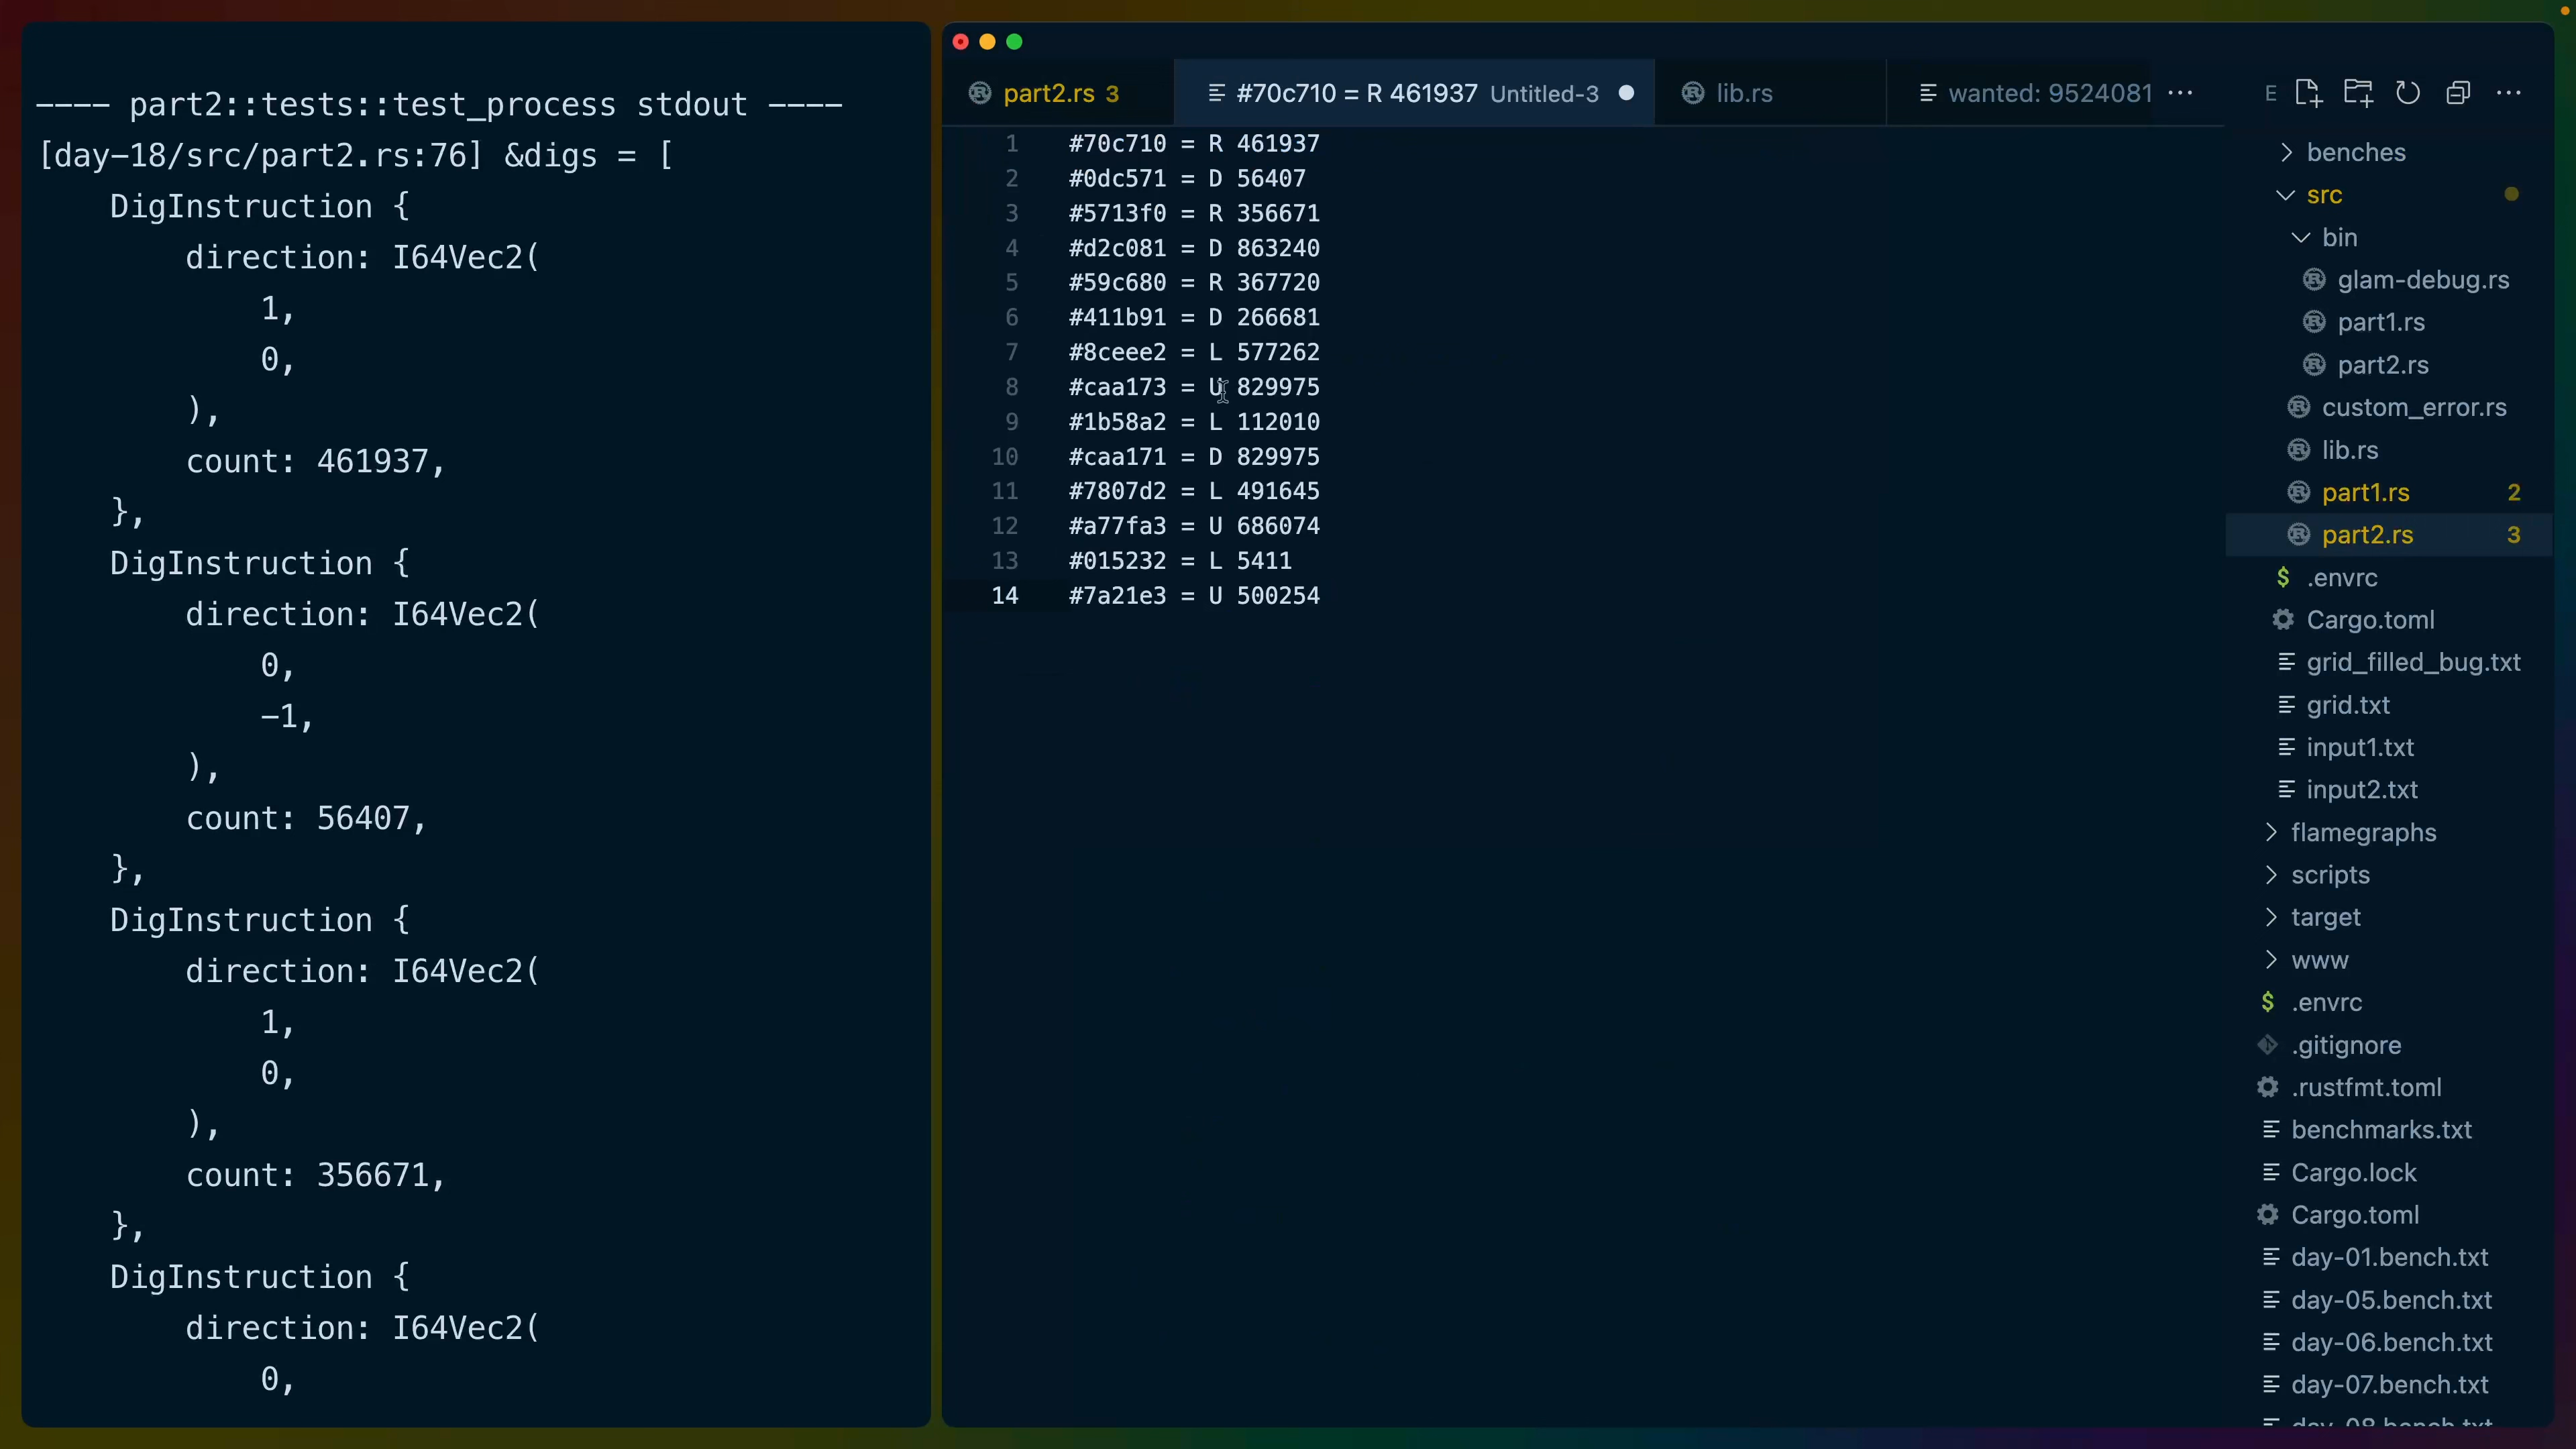 ---- part2::tests::test_process stdout ----
[day-18/src/part2.rs:76] &digs = [
DigInstruction {
direction: I64Vec2(
1,
0,
),
count: 461937,
},
DigInstruction {
direction: I64Vec2(
0,
-1,
),
count: 56407,
},
DigInstruction {
direction: I64Vec2(
1,
0,
),
count: 356671,
},
DigInstruction {
direction: I64Vec2(
0,
part2.rs 3
#70c710 = R 461937 Untitled-3
lib.rs
wanted: 9524081
1 #70c710 = R 461937
2 #0dc571 = D 56407
3 #5713f0 = R 356671
4 #d2c081 = D 863240
5 #59c680 = R 367720
6 #411b91 = D 266681
7 #8ceee2 = L 577262
8 #caa173 = U 829975
9 #1b58a2 = L 112010
10 #caa171 = D 829975
11 #7807d2 = L 491645
12 #a77fa3 = U 686074
13 #015232 = L 5411
14 #7a21e3 = U 500254
E
benches
src
bin
glam-debug.rs
part1.rs
part2.rs
custom_error.rs
lib.rs
part1.rs 2
part2.rs 3
$ .envrc
Cargo.toml
grid_filled_bug.txt
grid.txt
input1.txt
input2.txt
flamegraphs
scripts
target
www
$ .envrc
.gitignore
.rustfmt.toml
benchmarks.txt
Cargo.lock
Cargo.toml
day-01.bench.txt
day-05.bench.txt
day-06.bench.txt
day-07.bench.txt
day-08.bench.txt